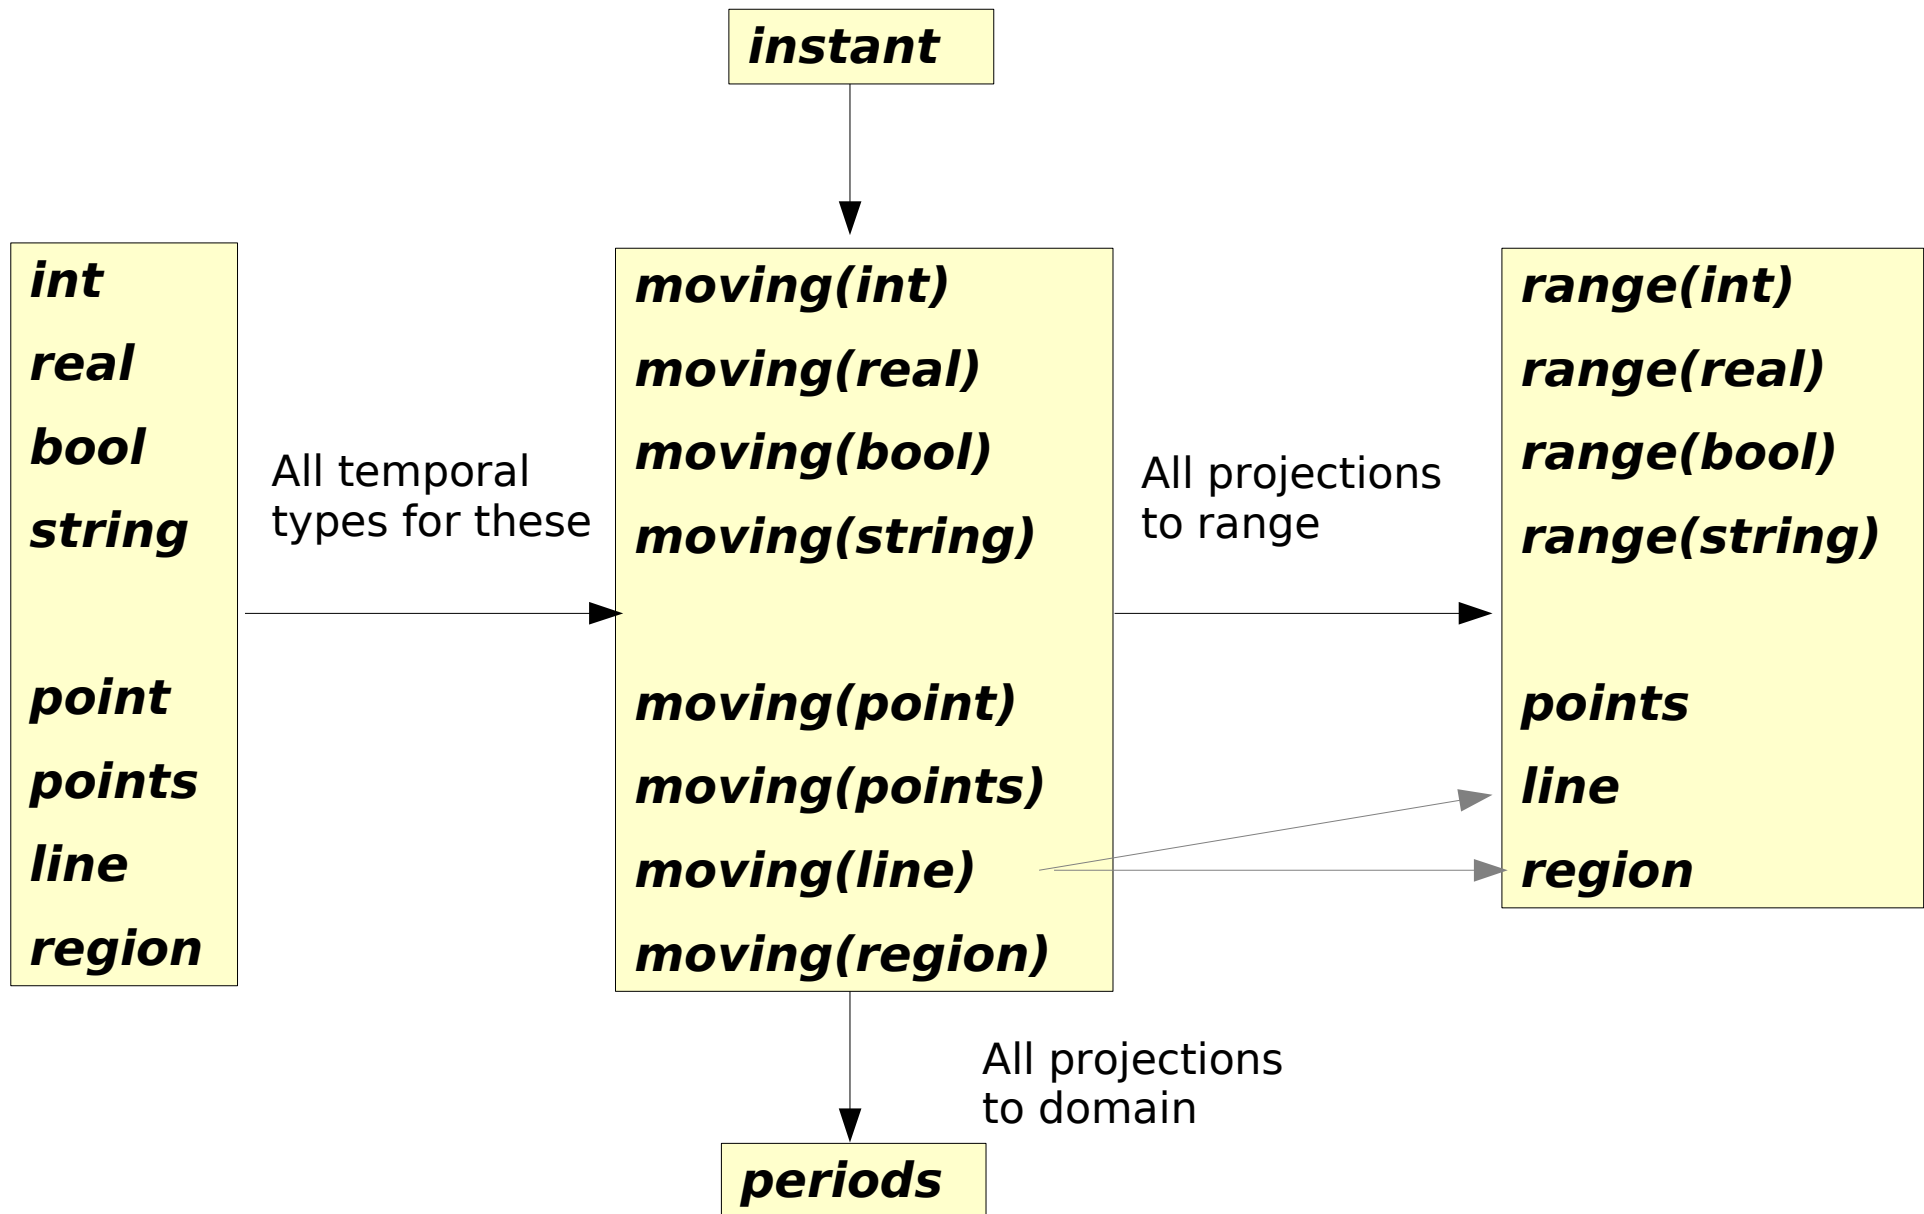 instant
int
real
bool
string
point
points
line
region
All temporal
types for these
moving(int)
moving(real)
moving(bool)
moving(string)
moving(point)
moving(points)
moving(line)
moving(region)
All projections
to range
range(int)
range(real)
range(bool)
range(string)
points
line
region
All projections
to domain
periods